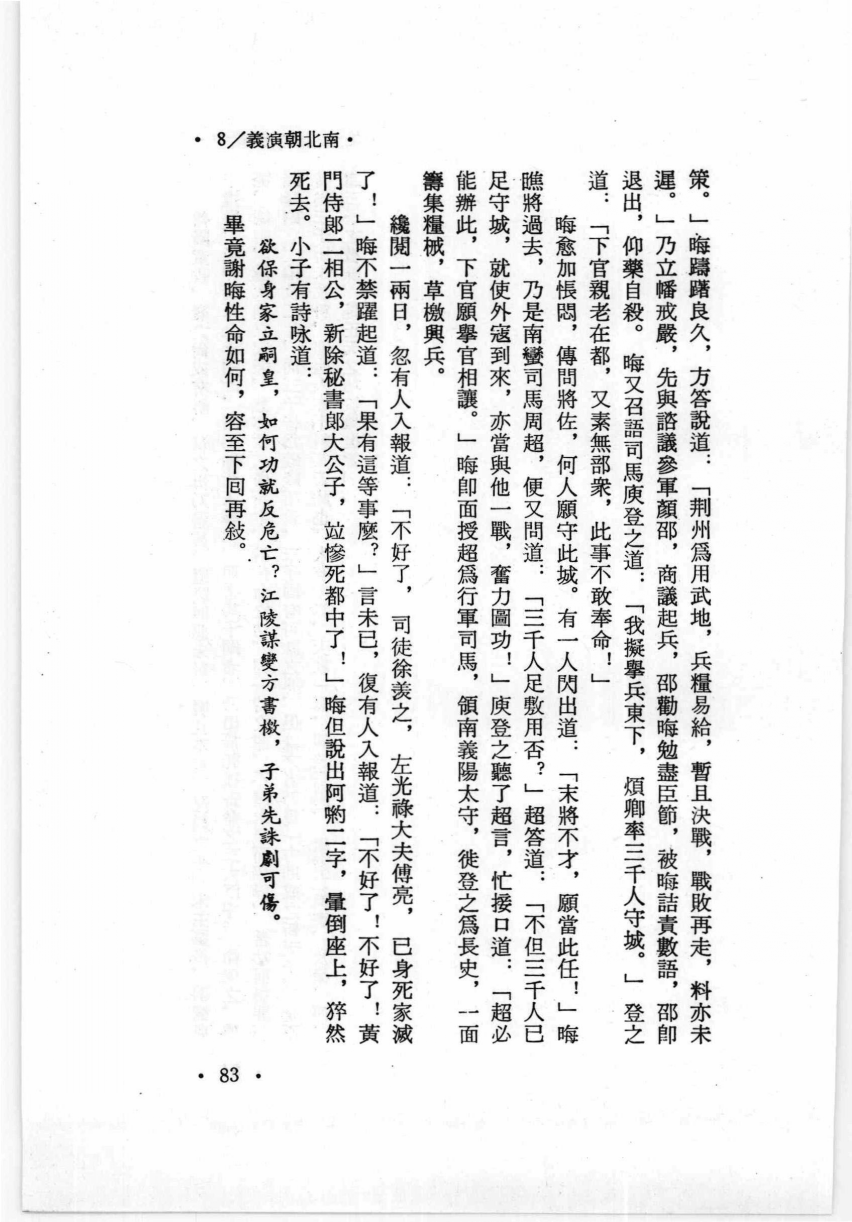 • 8／義演朝北南 •
策。」晦躊躇良久，方答說道：「荆州爲用武地，兵糧易給，暫且決戰，戰敗再走，料亦未
遲。」乃立幡戒嚴，先與諮議參軍顏邵，商議起兵，邵勸晦勉盡臣節，被晦詰責數語，邵卽
退出，仰藥自殺。晦又召語司馬庾登之道：「我擬擧兵東下，煩卿率三千人守城。」登之
道：「下官親老在都，又素無部衆，此事不敢奉命！」
晦愈加悵悶，傳問將佐，何人願守此城。有一人閃出道：「末將不才，願當此任！」晦
瞧將過去，乃是南蠻司馬周超，便又問道：「三千人足敷用否？」超答道：「不但三千人已
足守城，就使外寇到來，亦當與他一戰，奮力圖功！」庾登之聽了超言，忙接口道：「超必
能辦此，下官願擧官相讓。」晦卽面授超爲行軍司馬，領南義陽太守，徙登之爲長史，一面
籌集糧械，草檄興兵。
纔閱一兩日，忽有人入報道：「不好了，司徒徐羨之，左光祿大夫傅亮，已身死家滅
了！」晦不禁躍起道：「果有這等事麽？」言未已，復有人入報道：「不好了！不好了！黃
門侍郎二相公，新除秘書郎大公子，竝慘死都中了！」晦但說出阿喲二字，暈倒座上，猝然
死去。小子有詩咏道：
欲保身家立嗣皇，如何功就反危亡？江陵謀變方書檄，子弟先誅劇可傷。
畢竟謝晦性命如何，容至下囘再敍。
• 83 •